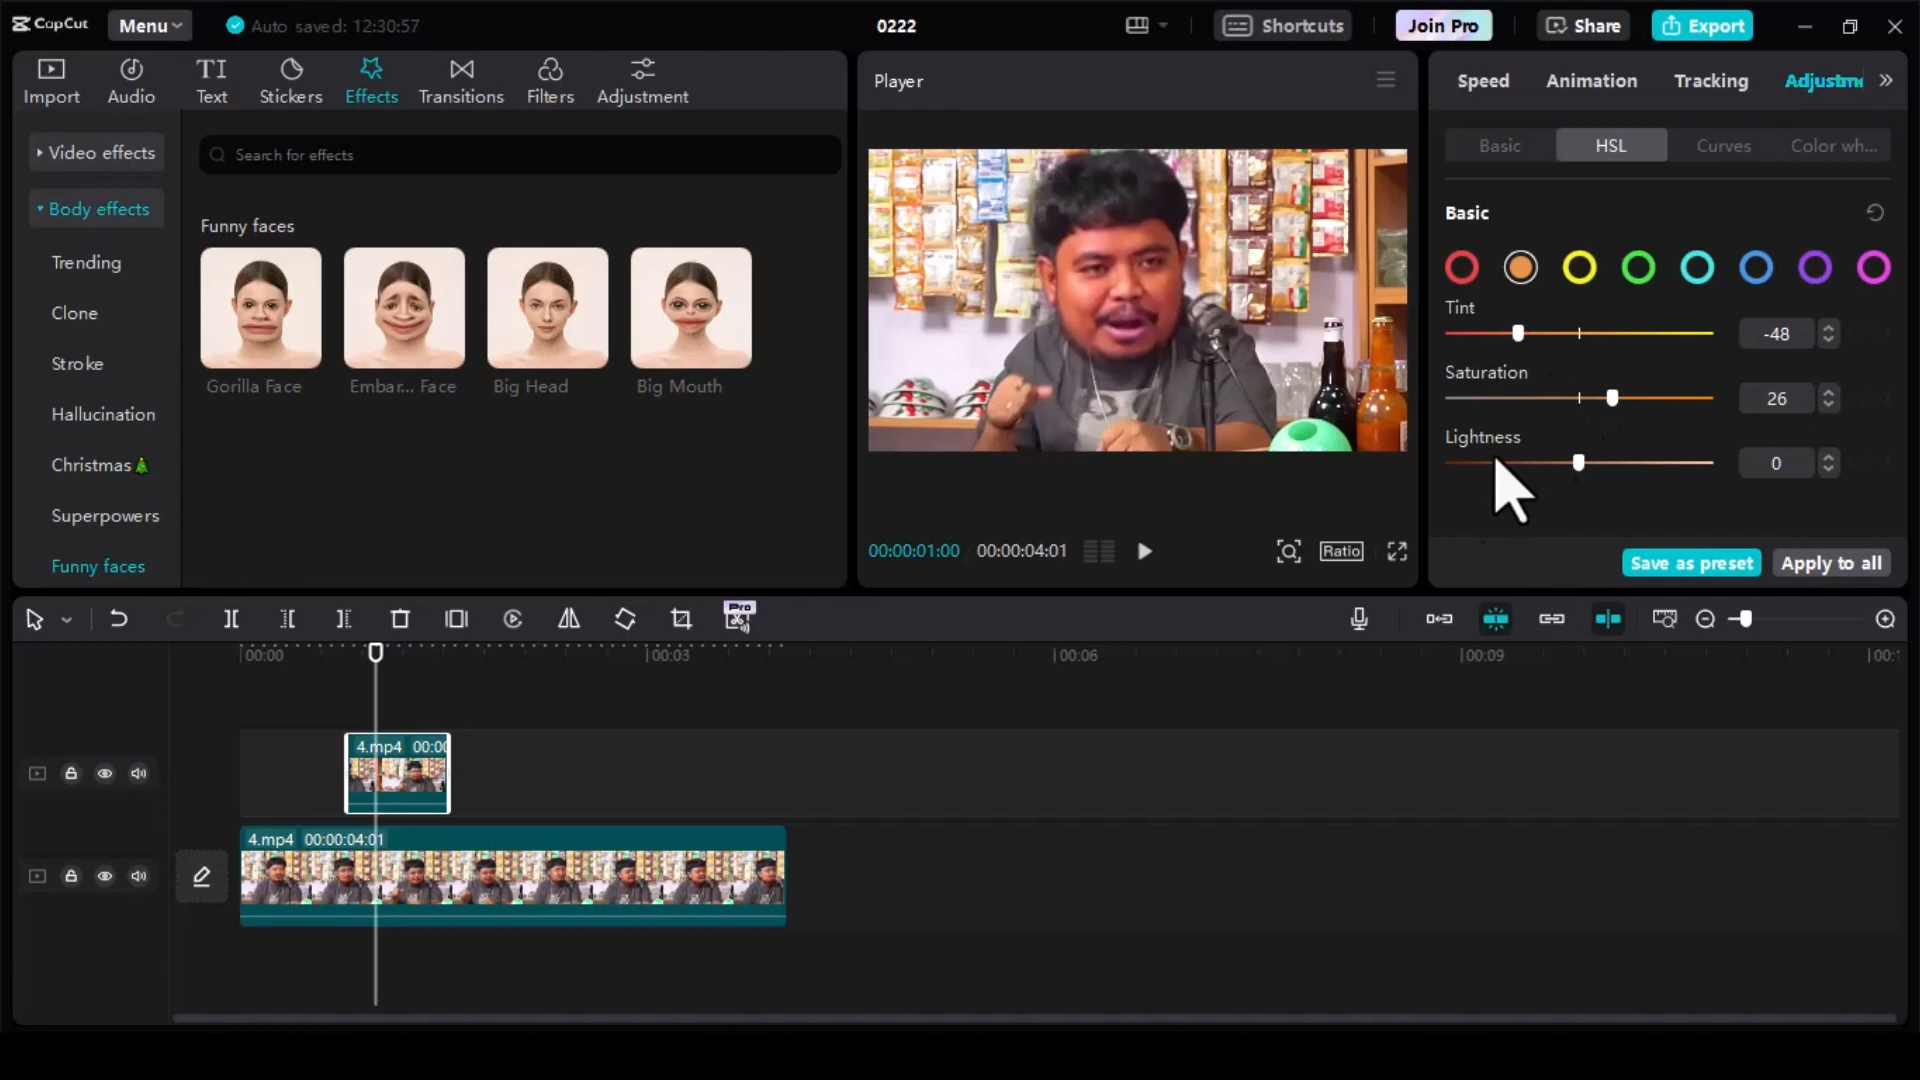 CapCut
Menu
Auto saved: 12:30:57
0222
Shortcuts
Join Pro
Share
Export
Import
Audio
TI
Text
Stickers
Effects
Transitions
Filters
Adjustment
Video effects
Body effects
Trending
Clone
Stroke
Hallucination
Christmas🎄
Superpowers
Funny faces
Search for effects
Funny faces
Gorilla Face
Embar... Face
Big Head
Big Mouth
Player
00:00:01:00 00:00:04:01
Ratio
Speed
Animation
Tracking
Adjustme
Basic
HSL
Curves
Color wh...
Basic
Tint
-48
Saturation
26
Lightness
0
Save as preset
Apply to all
Pro
00:00
00:03
00:06
00:09
00:1
4.mp4 00:00
4.mp4 00:00:04:01